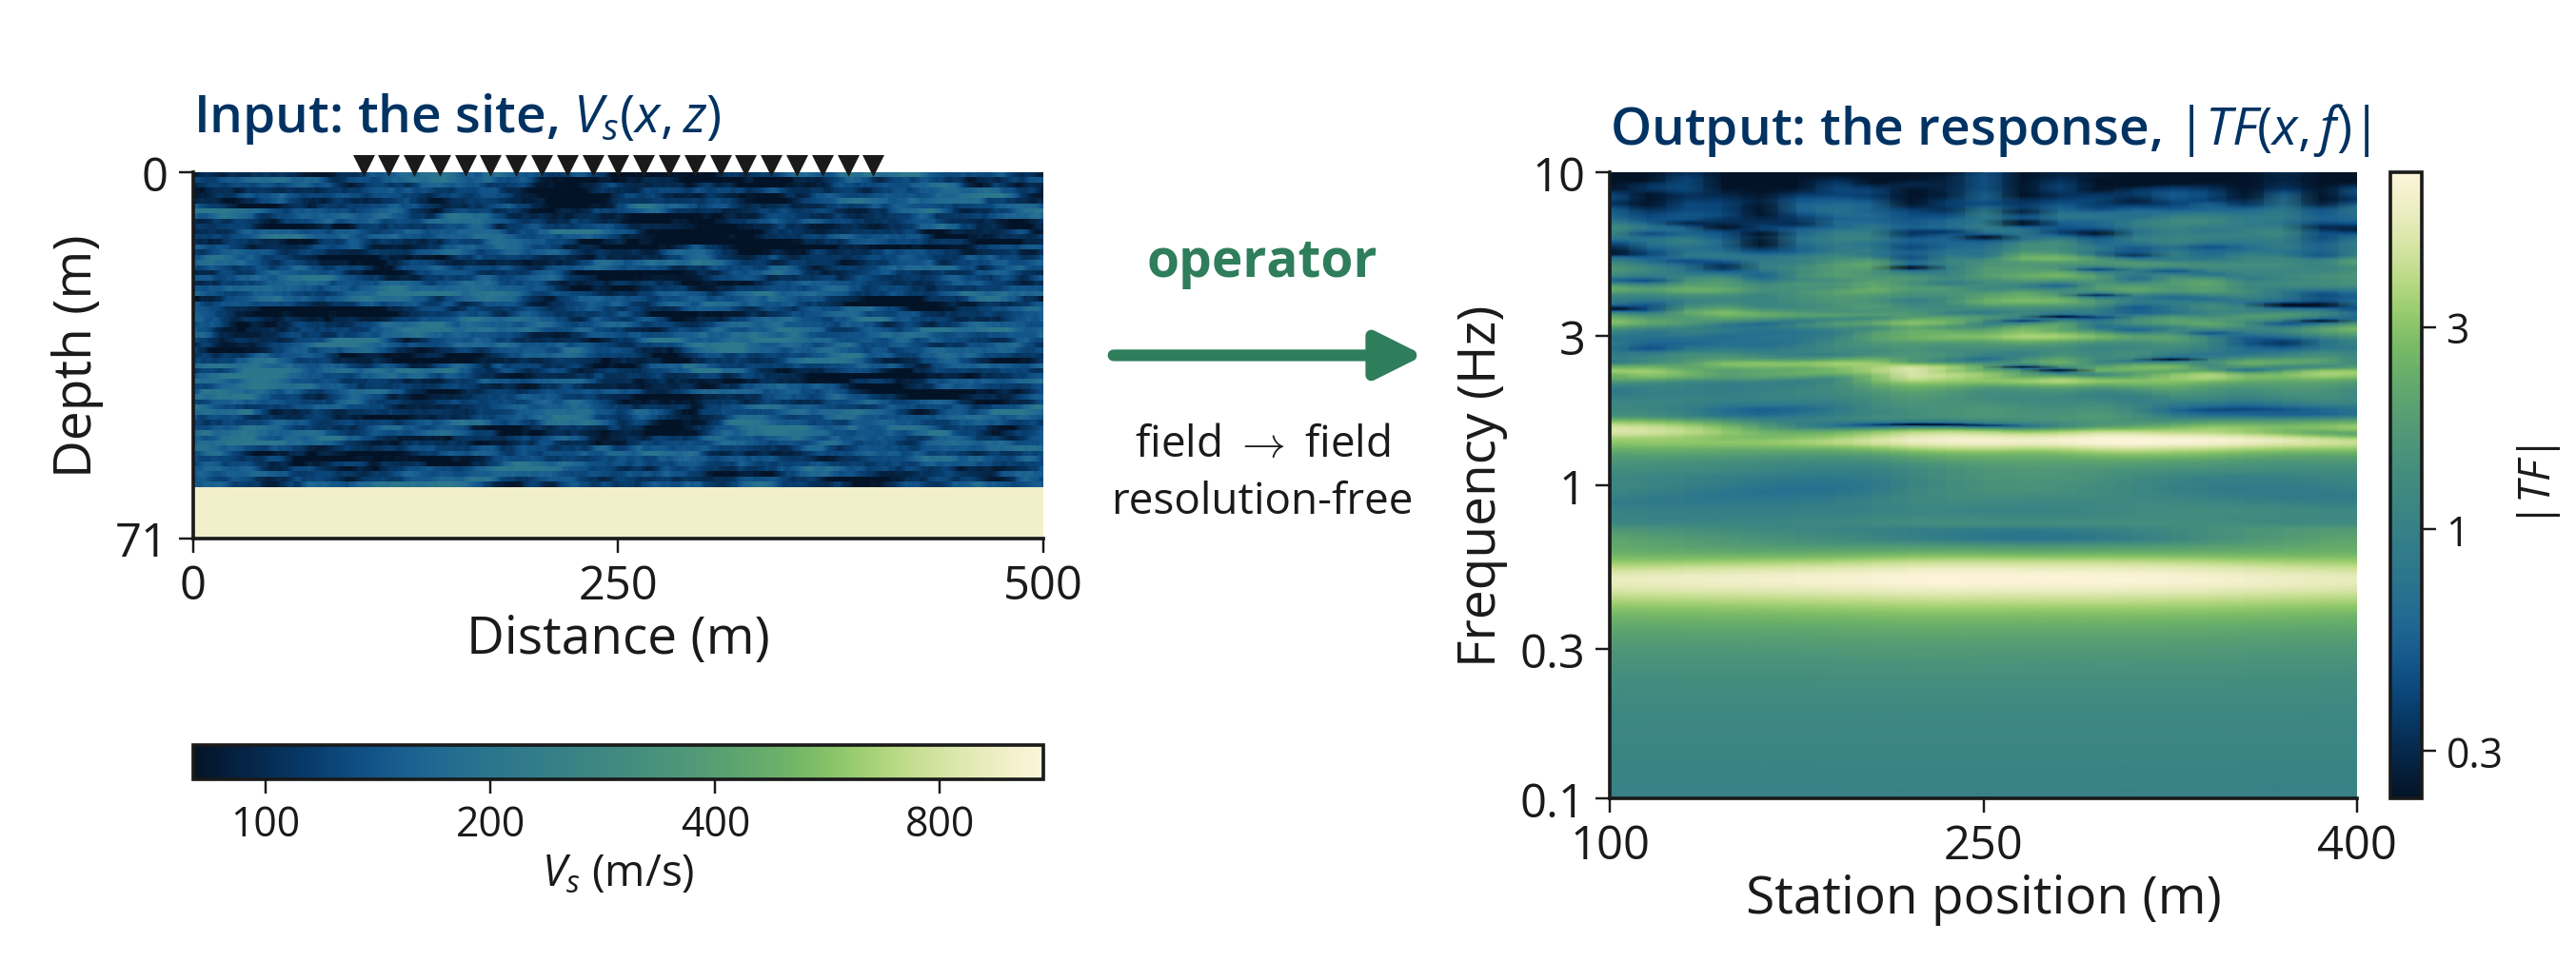 Input: the site, Vₛ(x, z)
0
71
Depth (m)
0 250 500
Distance (m)
100 200 400 800
Vₛ (m/s)
operator
field → field
resolution-free
Output: the response, |TF(x, f)|
10
3
1
0.3
0.1
Frequency (Hz)
100 250 400
Station position (m)
3
1
0.3
|TF|